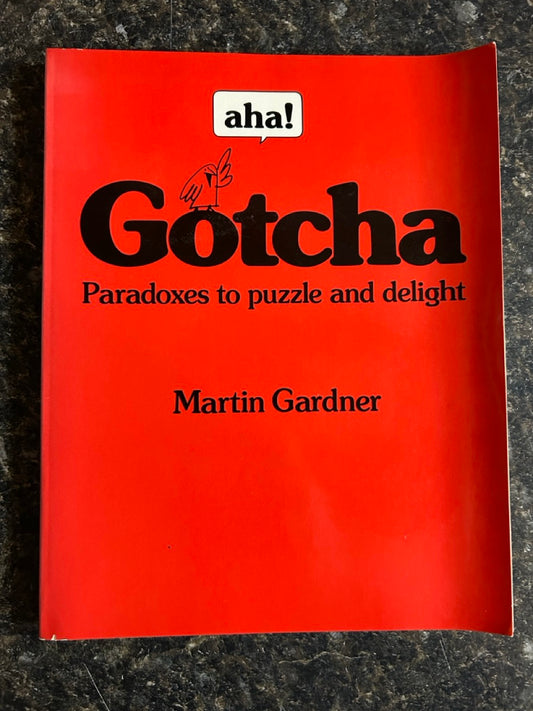 aha!
Gotcha
Paradoxes to puzzle and delight
Martin Gardner